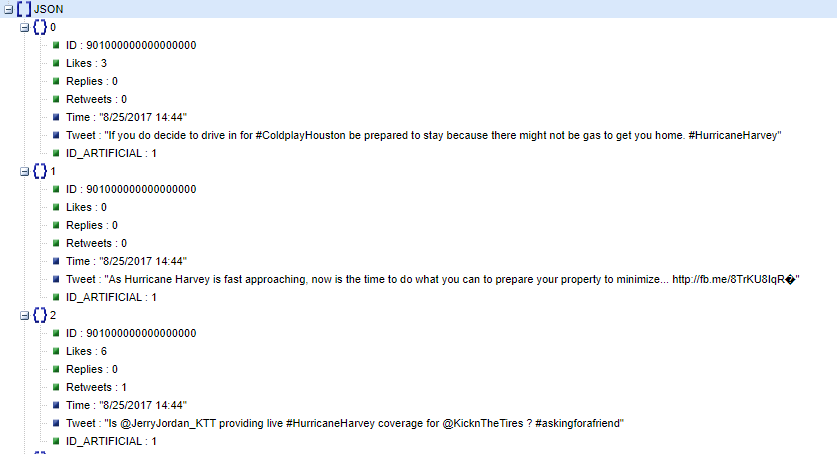 JSON
0
ID : 901000000000000000
Likes : 3
Replies : 0
Retweets : 0
Time : "8/25/2017 14:44"
Tweet : "If you do decide to drive in for #ColdplayHouston be prepared to stay because there might not be gas to get you home. #HurricaneHarvey"
ID_ARTIFICIAL : 1
1
ID : 901000000000000000
Likes : 0
Replies : 0
Retweets : 0
Time : "8/25/2017 14:44"
Tweet : "As Hurricane Harvey is fast approaching, now is the time to do what you can to prepare your property to minimize... http://fb.me/8TrKU8IqR�"
ID_ARTIFICIAL : 1
2
ID : 901000000000000000
Likes : 6
Replies : 0
Retweets : 1
Time : "8/25/2017 14:44"
Tweet : "Is @JerryJordan_KTT providing live #HurricaneHarvey coverage for @KicknTheTires ? #askingforafriend"
ID_ARTIFICIAL : 1